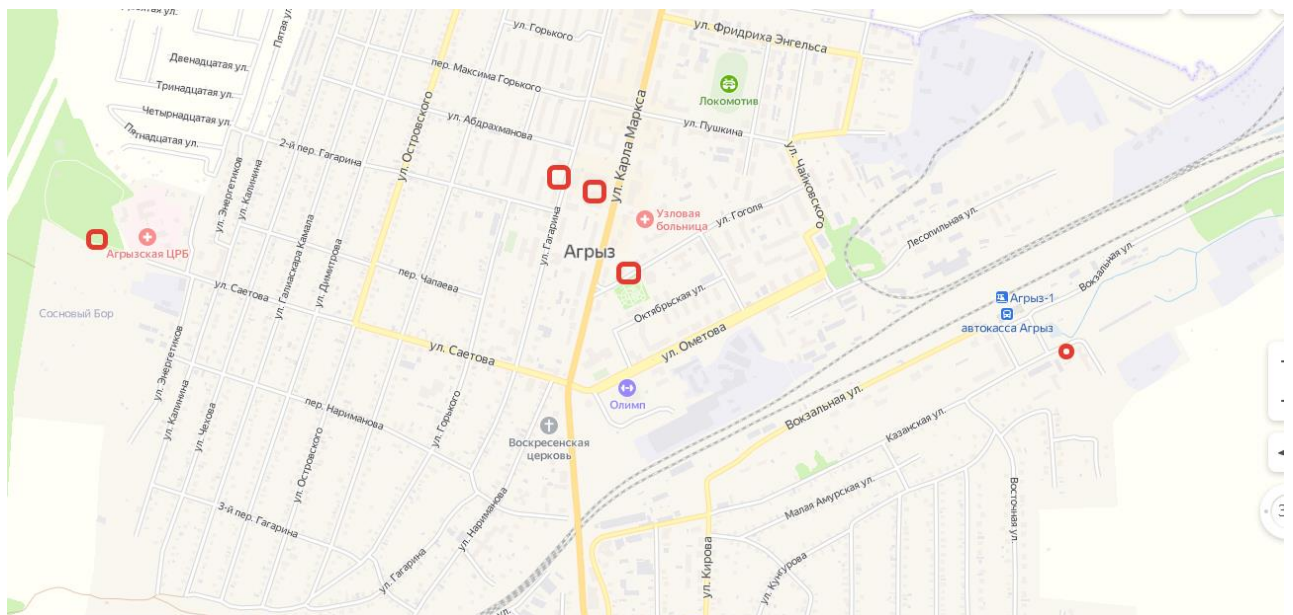 Пятая ул.
ул. Горького
ул. Фридриха Энгельса
Двенадцатая ул.
пер. Максима Горького
Тринадцатая ул.
Локомотив
Четырнадцатая ул.
ул. Абдрахманова
ул. Карла Маркса
ул. Пушкина
Пятнадцатая ул.
2-й пер. Гагарина
ул. Островского
ул. Чайковского
ул. Энергетиков
ул. Калинина
Узловая
больница
ул. Гоголя
Агрызская ЦРБ
ул. Галиаскара Камала
ул. Димитрова
ул. Гагарина
Агрыз
Лесопильная ул.
Вокзальная ул.
пер. Чапаева
ул. Саетова
Октябрьская ул.
Агрыз-1
автокасса Агрыз
Сосновый Бор
ул. Саетова
ул. Ометова
ул. Энергетиков
ул. Калинина
ул. Чехова
пер. Нариманова
ул. Горького
Олимп
Вокзальная ул.
Воскресенская
церковь
Казанская ул.
ул. Островского
Малая Амурская ул.
Восточная ул.
3-й пер. Гагарина
ул. Нариманова
ул. Гагарина
ул. Кирова
ул. Кунгурова
ул.